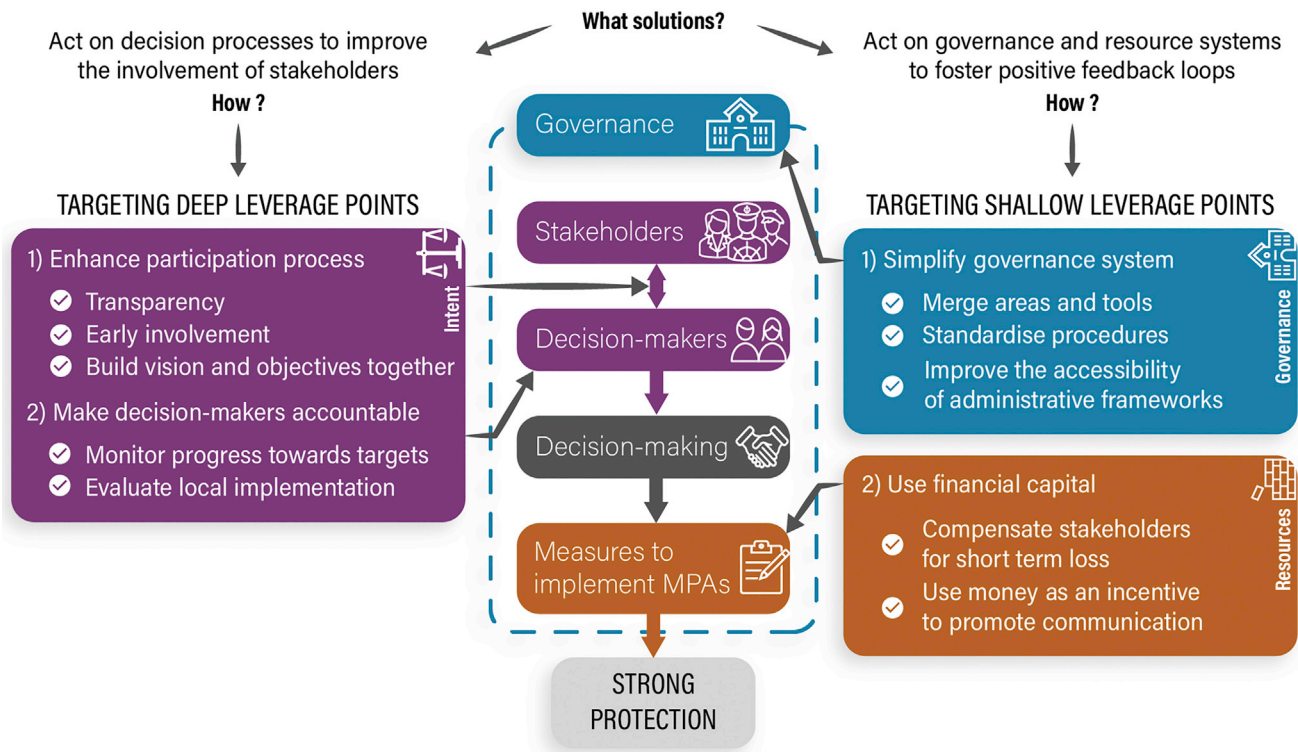 What solutions?
Act on decision processes to improve
the involvement of stakeholders
How ?
TARGETING DEEP LEVERAGE POINTS
Intent
1) Enhance participation process
Transparency
Early involvement
Build vision and objectives together
2) Make decision-makers accountable
Monitor progress towards targets
Evaluate local implementation
Governance
Stakeholders
Decision-makers
Decision-making
Measures to
implement MPAs
STRONG
PROTECTION
Act on governance and resource systems
to foster positive feedback loops
How ?
TARGETING SHALLOW LEVERAGE POINTS
1) Simplify governance system
Merge areas and tools
Standardise procedures
Improve the accessibility
of administrative frameworks
Governance
2) Use financial capital
Compensate stakeholders
for short term loss
Use money as an incentive
to promote communication
Resources